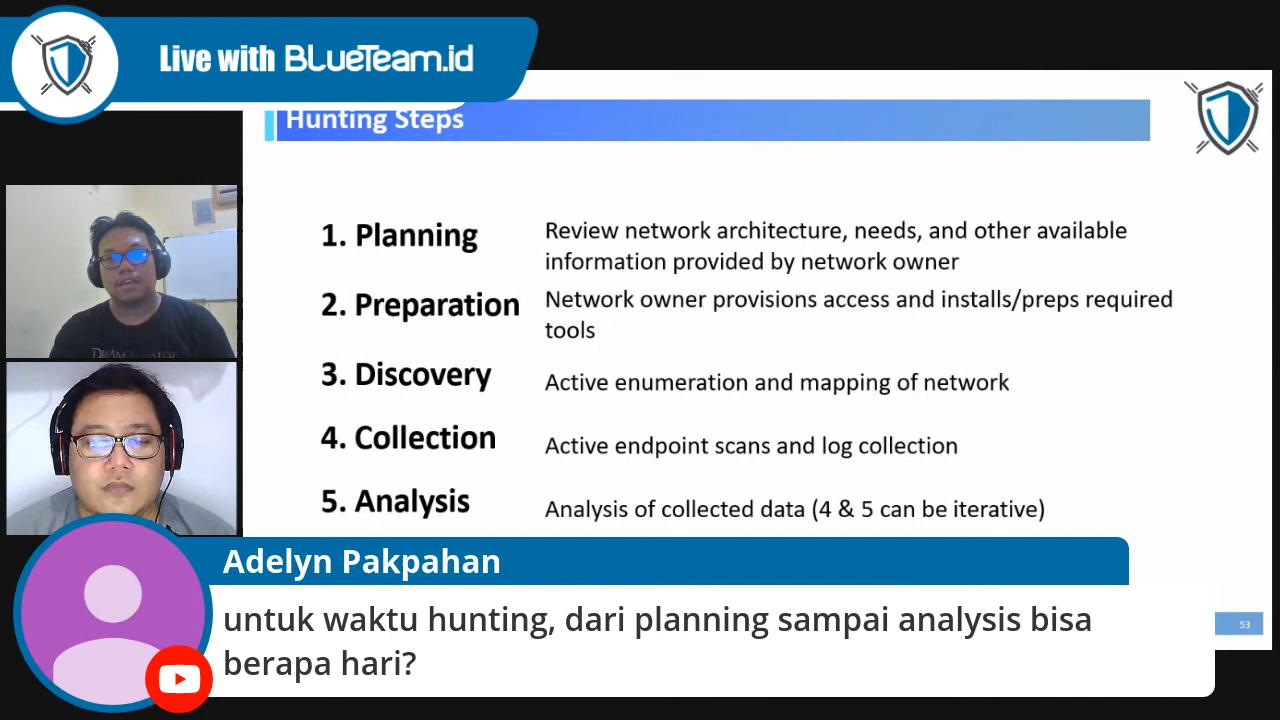 Live with BLueTeam.id
Hunting Steps
1. Planning
Review network architecture, needs, and other available
information provided by network owner
2. Preparation
Network owner provisions access and installs/preps required
tools
3. Discovery
Active enumeration and mapping of network
4. Collection
Active endpoint scans and log collection
5. Analysis
Analysis of collected data (4 & 5 can be iterative)
Adelyn Pakpahan
untuk waktu hunting, dari planning sampai analysis bisa
berapa hari?
53